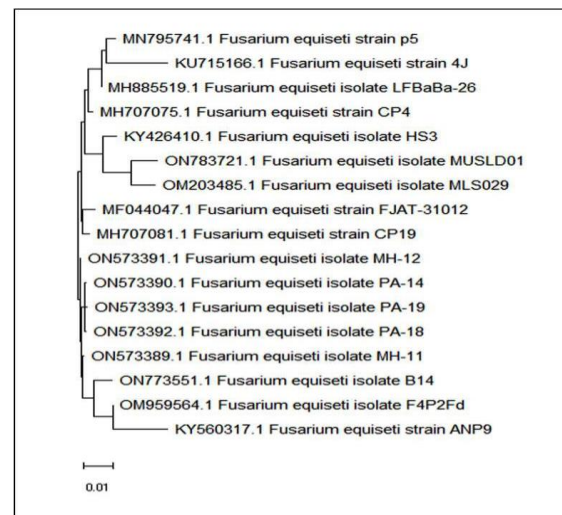 MN795741.1 Fusarium equiseti strain p5
KU715166.1 Fusarium equiseti strain 4J
MH885519.1 Fusarium equiseti isolate LFBaBa-26
MH707075.1 Fusarium equiseti strain CP4
KY426410.1 Fusarium equiseti isolate HS3
ON783721.1 Fusarium equiseti isolate MUSLD01
OM203485.1 Fusarium equiseti isolate MLS029
MF044047.1 Fusarium equiseti strain FJAT-31012
MH707081.1 Fusarium equiseti strain CP19
ON573391.1 Fusarium equiseti isolate MH-12
ON573390.1 Fusarium equiseti isolate PA-14
ON573393.1 Fusarium equiseti isolate PA-19
ON573392.1 Fusarium equiseti isolate PA-18
ON573389.1 Fusarium equiseti isolate MH-11
ON773551.1 Fusarium equiseti isolate B14
OM959564.1 Fusarium equiseti isolate F4P2Fd
KY560317.1 Fusarium equiseti strain ANP9
0.01